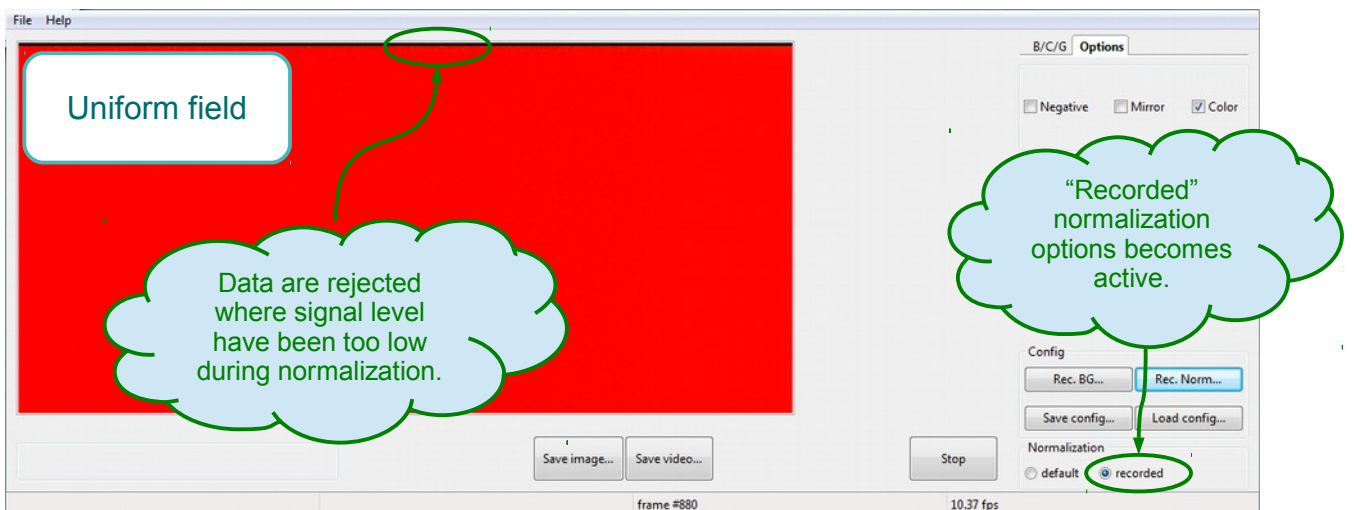 File Help
B/C/G Options
Uniform field
Negative Mirror Color
“Recorded”
normalization
options becomes
active.
Data are rejected
where signal level
have been too low
during normalization.
Config
Rec. BG... Rec. Norm...
Save config... Load config...
Save image... Save video... Stop
Normalization
default recorded
frame #880 10.37 fps